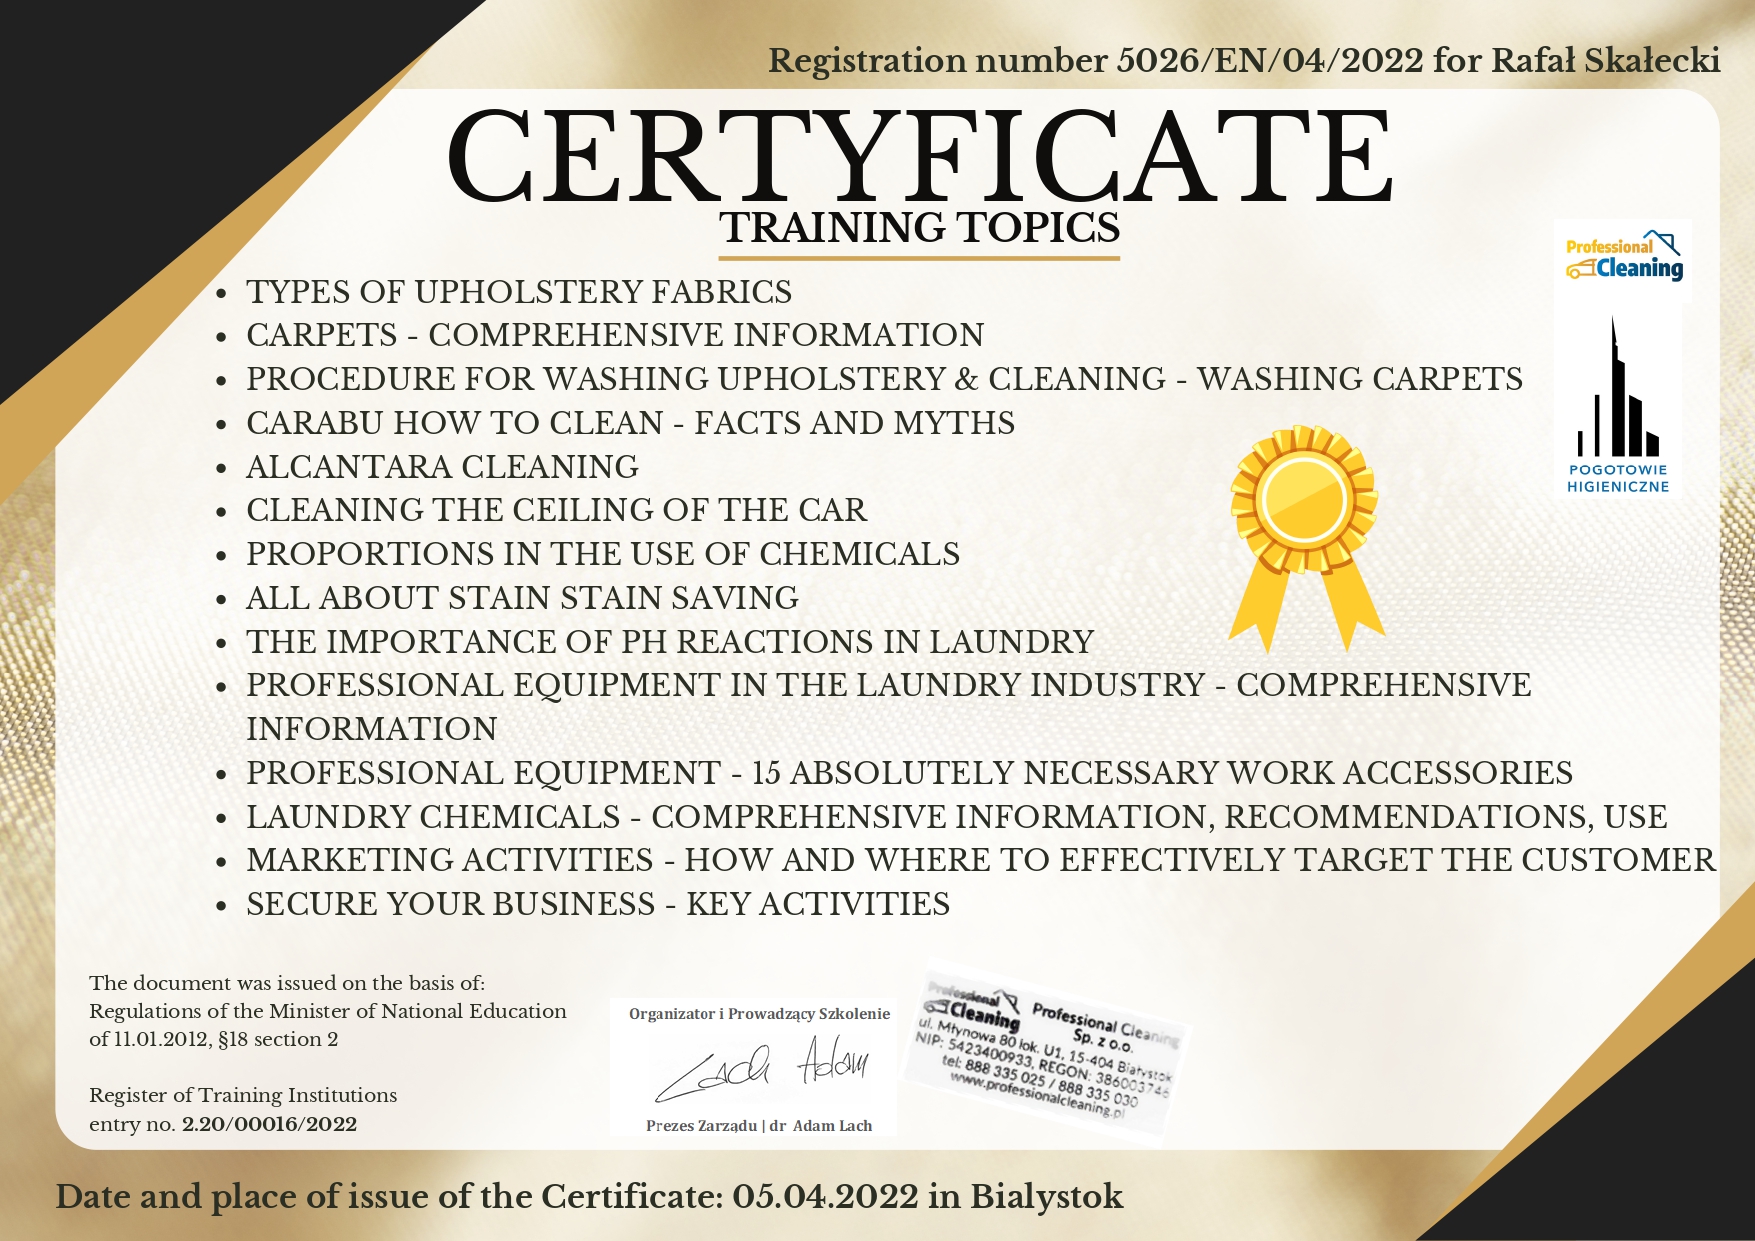 Registration number 5026/EN/04/2022 for Rafał Skałecki
CERTYFICATE
TRAINING TOPICS
Professional
Cleaning
• TYPES OF UPHOLSTERY FABRICS
• CARPETS - COMPREHENSIVE INFORMATION
• PROCEDURE FOR WASHING UPHOLSTERY & CLEANING - WASHING CARPETS
• CARABU HOW TO CLEAN - FACTS AND MYTHS
• ALCANTARA CLEANING
• CLEANING THE CEILING OF THE CAR
• PROPORTIONS IN THE USE OF CHEMICALS
• ALL ABOUT STAIN STAIN SAVING
• THE IMPORTANCE OF PH REACTIONS IN LAUNDRY
• PROFESSIONAL EQUIPMENT IN THE LAUNDRY INDUSTRY - COMPREHENSIVE
INFORMATION
• PROFESSIONAL EQUIPMENT - 15 ABSOLUTELY NECESSARY WORK ACCESSORIES
• LAUNDRY CHEMICALS - COMPREHENSIVE INFORMATION, RECOMMENDATIONS, USE
• MARKETING ACTIVITIES - HOW AND WHERE TO EFFECTIVELY TARGET THE CUSTOMER
• SECURE YOUR BUSINESS - KEY ACTIVITIES
POGOTOWIE
HIGIENICZNE
The document was issued on the basis of:
Regulations of the Minister of National Education
of 11.01.2012, §18 section 2
Register of Training Institutions
entry no. 2.20/00016/2022
Organizator i Prowadzący Szkolenie
Lach Adam
Prezes Zarządu | dr Adam Lach
Professional
Cleaning
Professional Cleaning
Sp. z o.o.
ul. Młynowa 80 lok. U1, 15-404 Białystok
NIP: 5423400933, REGON: 386003746
tel: 888 335 025 / 888 335 030
www.professionalcleaning.pl
Date and place of issue of the Certificate: 05.04.2022 in Bialystok